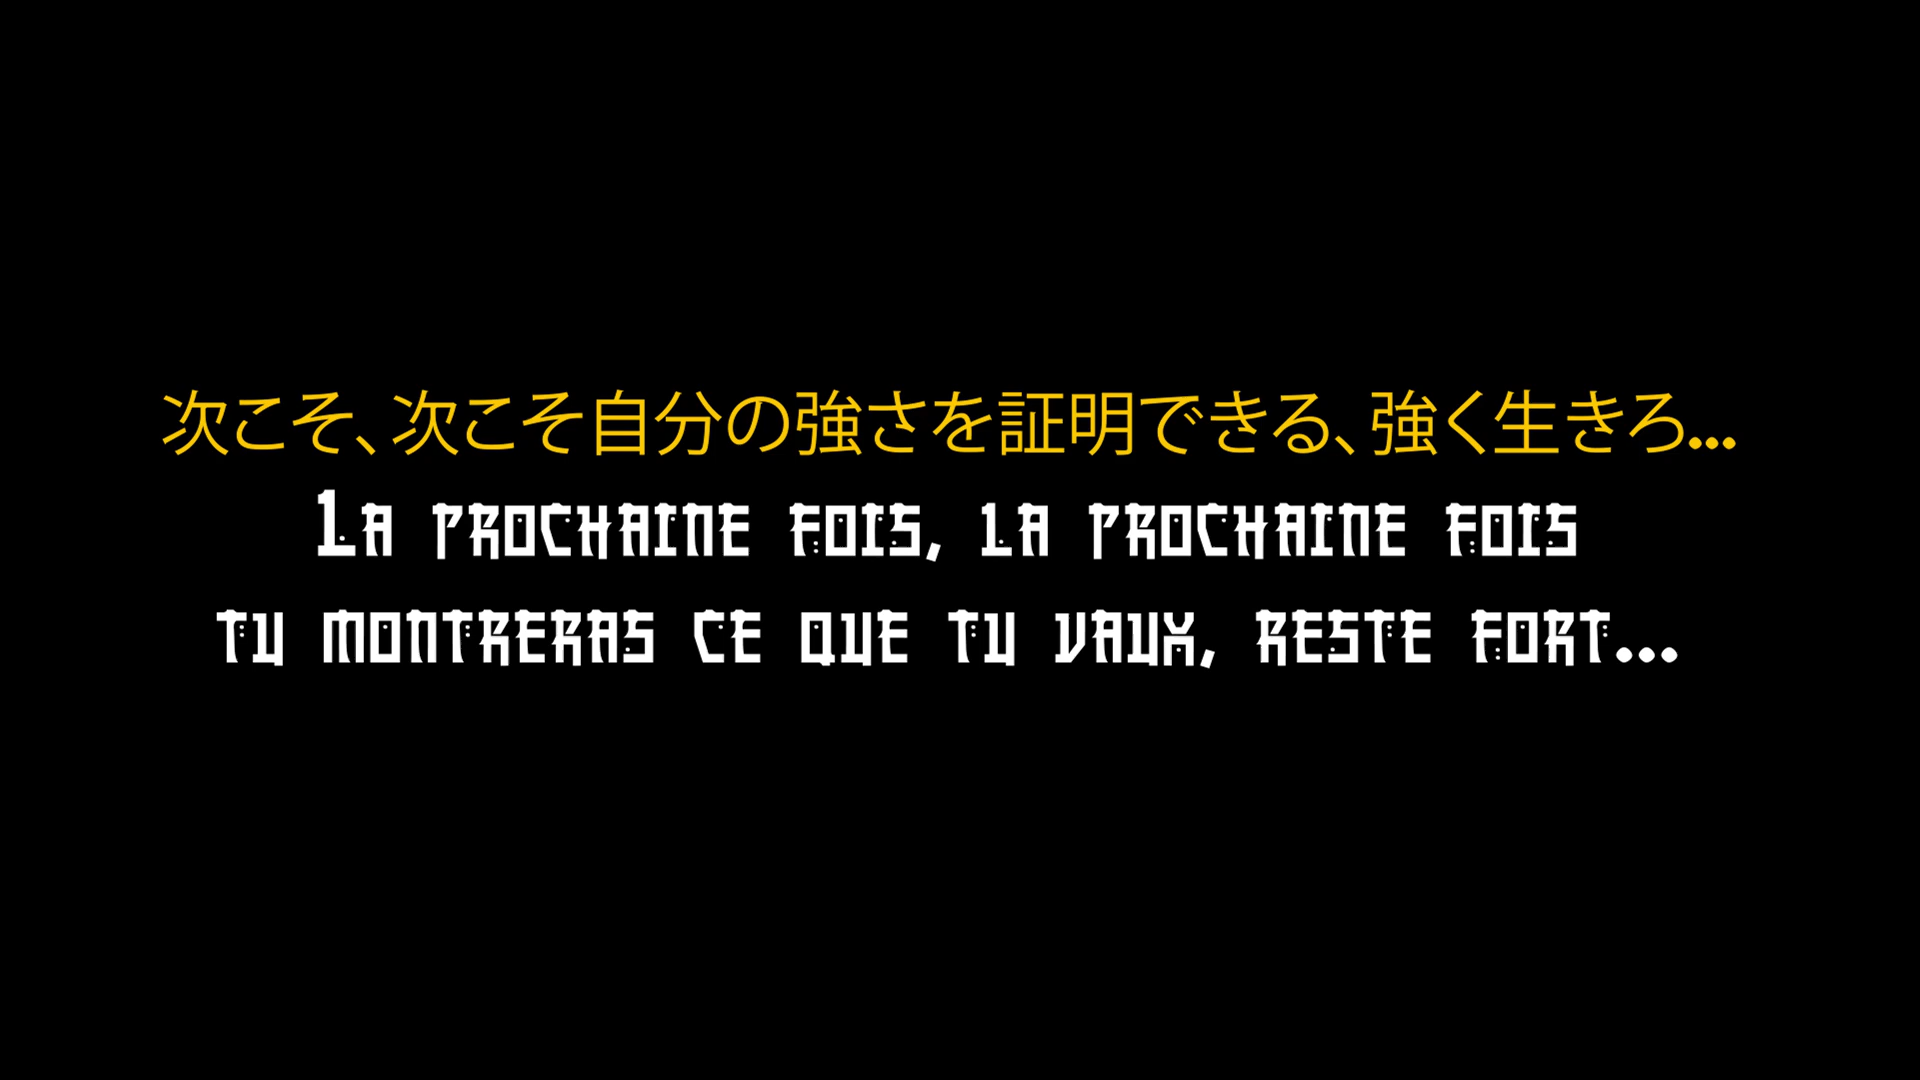 次こそ、次こそ自分の強さを証明できる、強く生きろ...
La prochaine fois, la prochaine fois
tu montreras ce que tu vaux, reste fort...